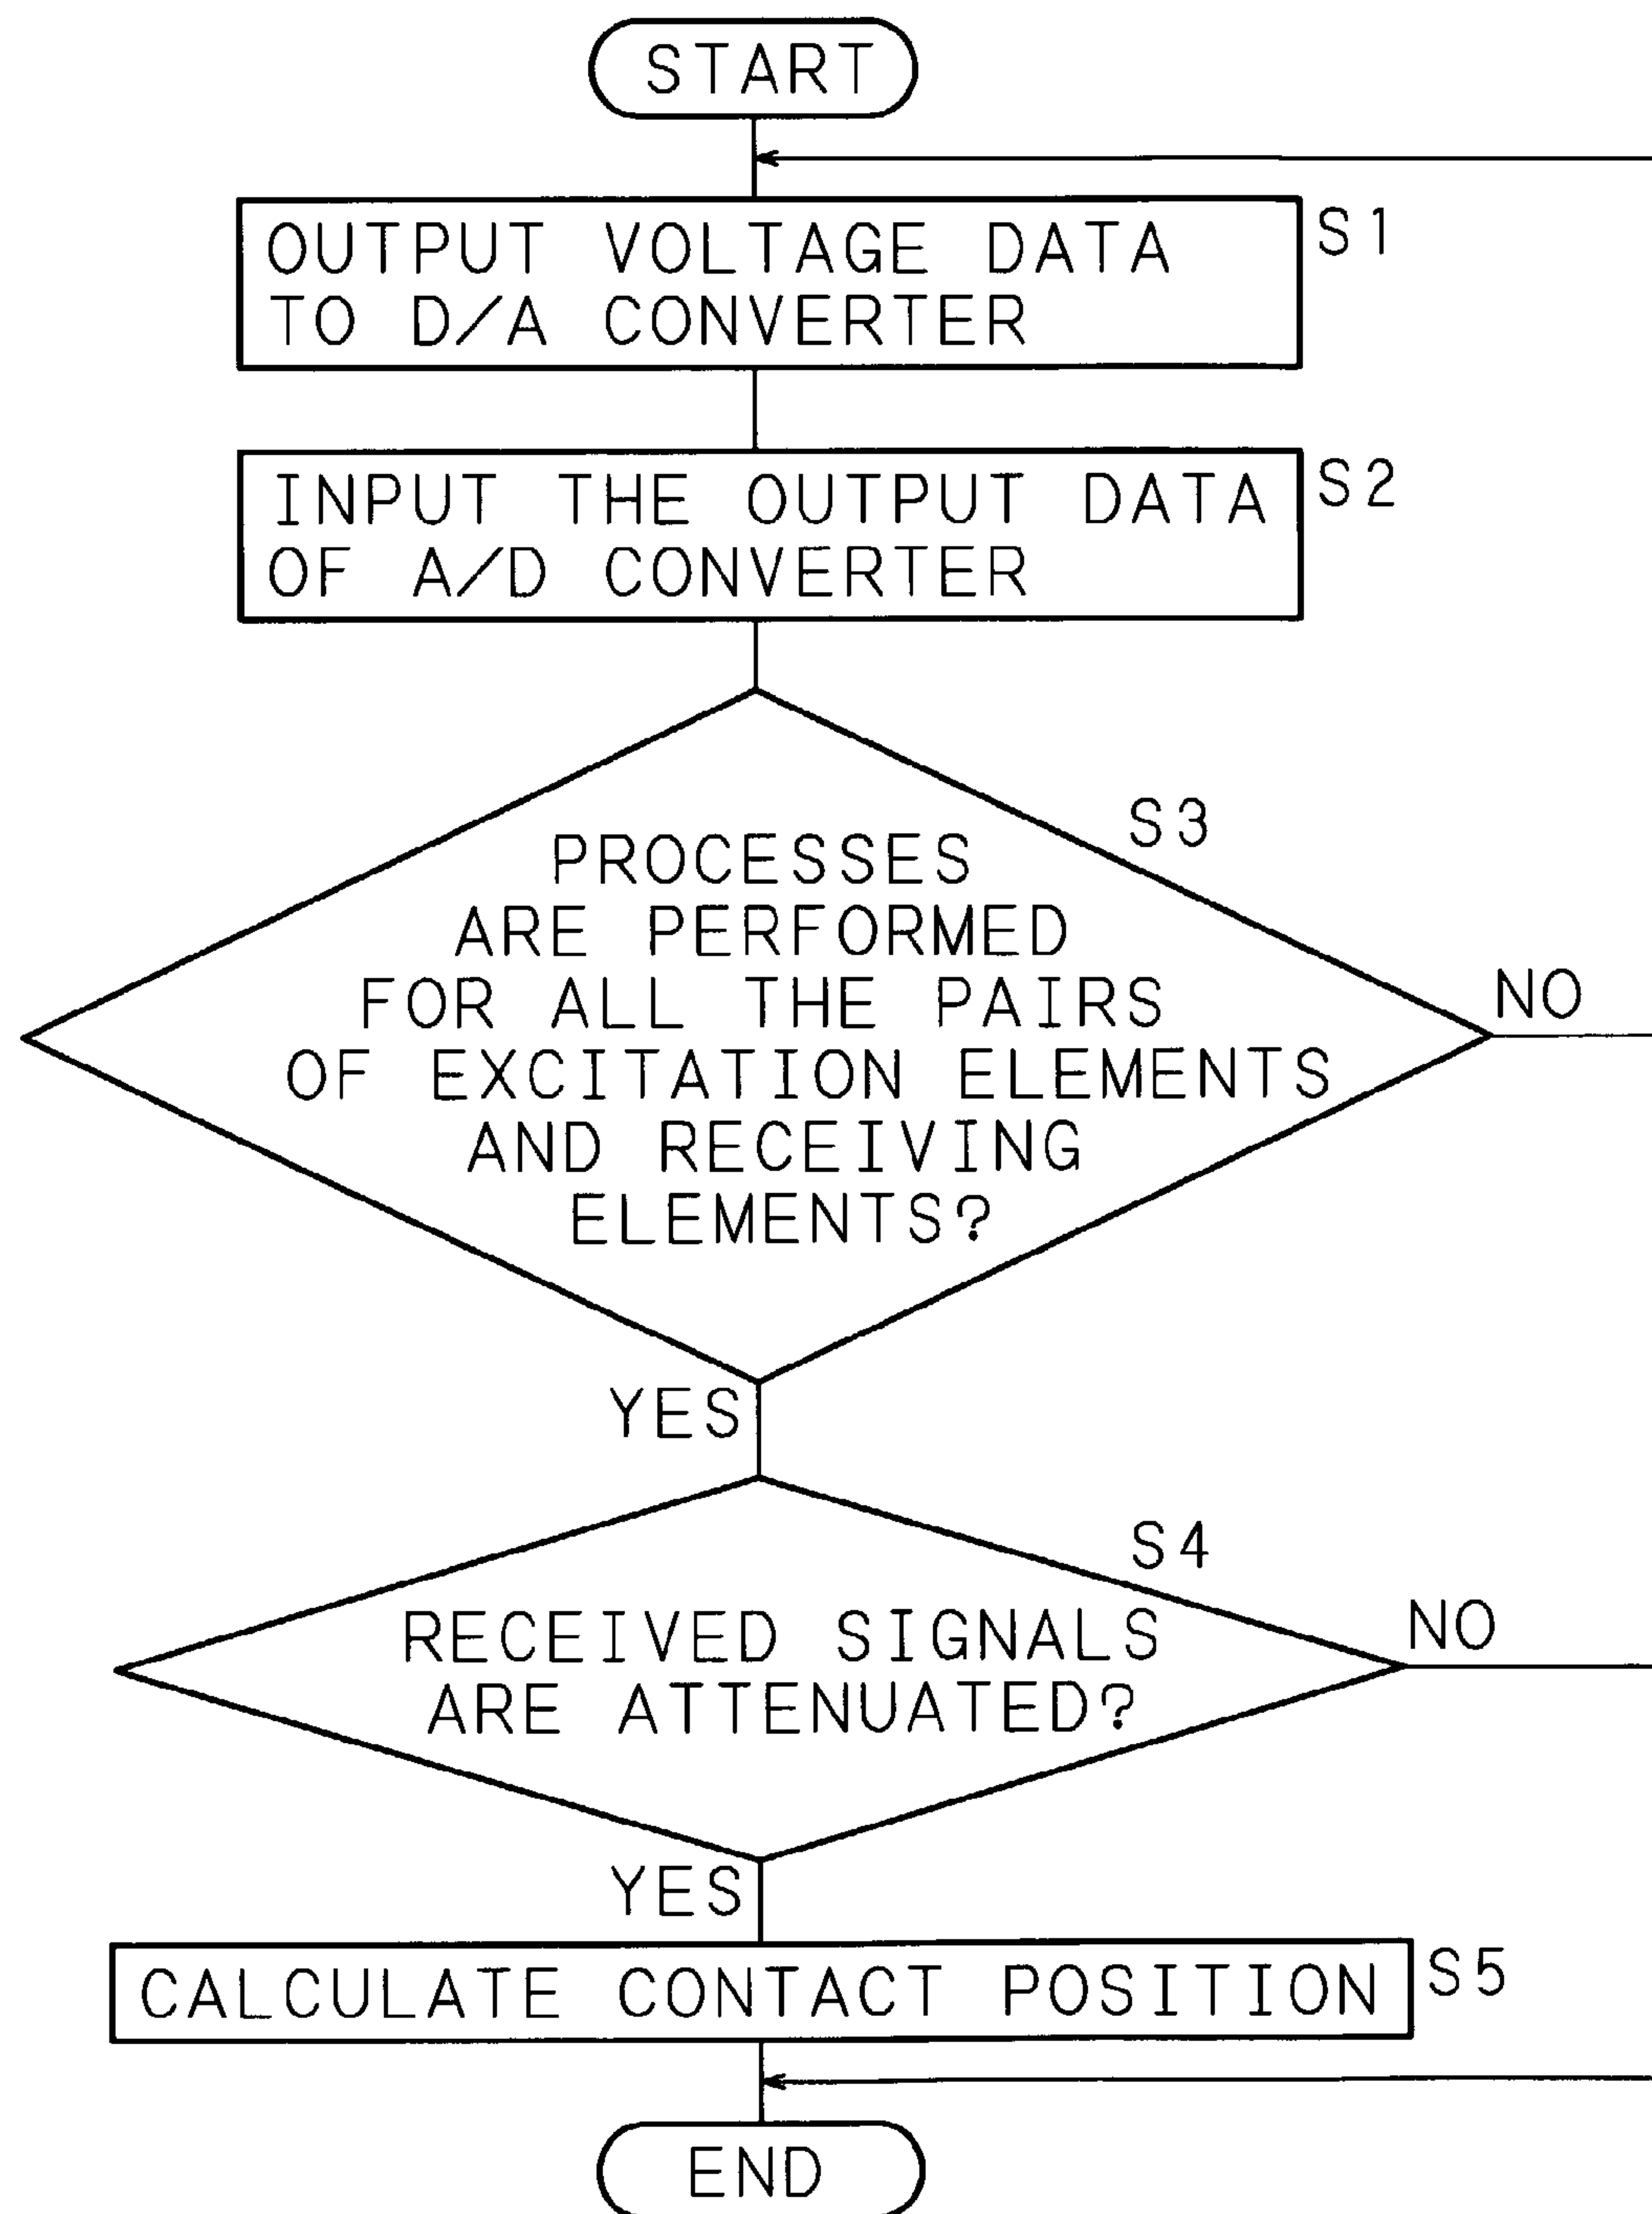 START
OUTPUT VOLTAGE DATA
TO D/A CONVERTER
S1
INPUT THE OUTPUT DATA
OF A/D CONVERTER
S2
S3
PROCESSES
ARE PERFORMED
FOR ALL THE PAIRS
OF EXCITATION ELEMENTS
AND RECEIVING
ELEMENTS?
NO
YES
S4
RECEIVED SIGNALS
ARE ATTENUATED?
NO
YES
CALCULATE CONTACT POSITION
S5
END